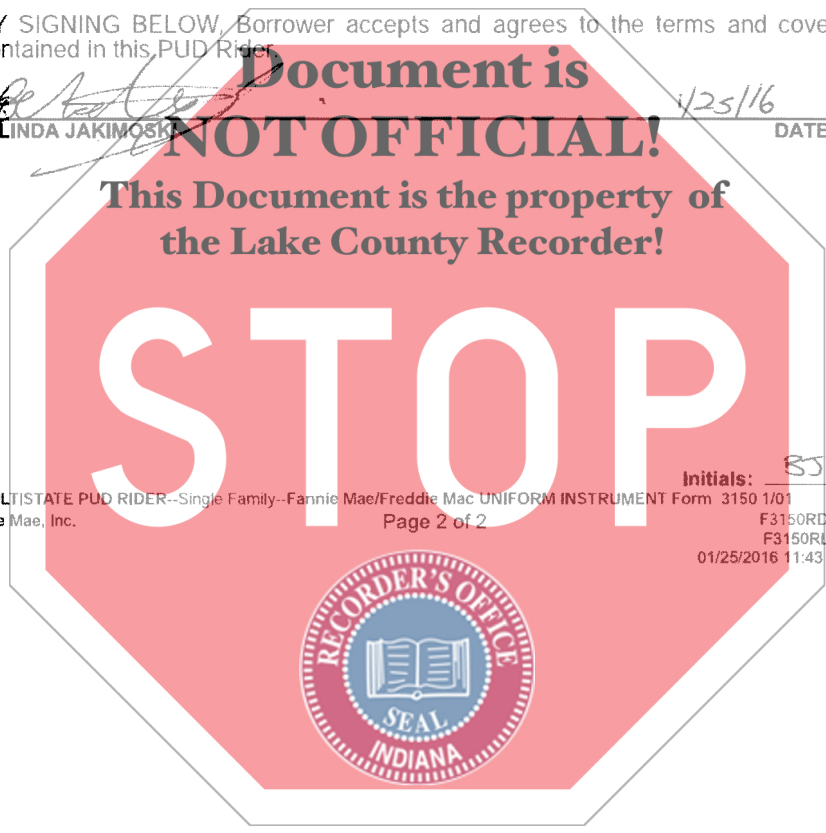 Y SIGNING BELOW, Borrower accepts and agrees to the terms and cove
ntained in this PUD Rider.
1/25/16
LINDA JAKIMOSKI DATE
Document is
NOT OFFICIAL!
This Document is the property of
the Lake County Recorder!
STOP
Initials: BJ
LTISTATE PUD RIDER--Single Family--Fannie Mae/Freddie Mac UNIFORM INSTRUMENT Form 3150 1/01
e Mae, Inc. Page 2 of 2 F3150RD
F3150RL
01/25/2016 11:43
RECORDER'S OFFICE
SEAL
INDIANA